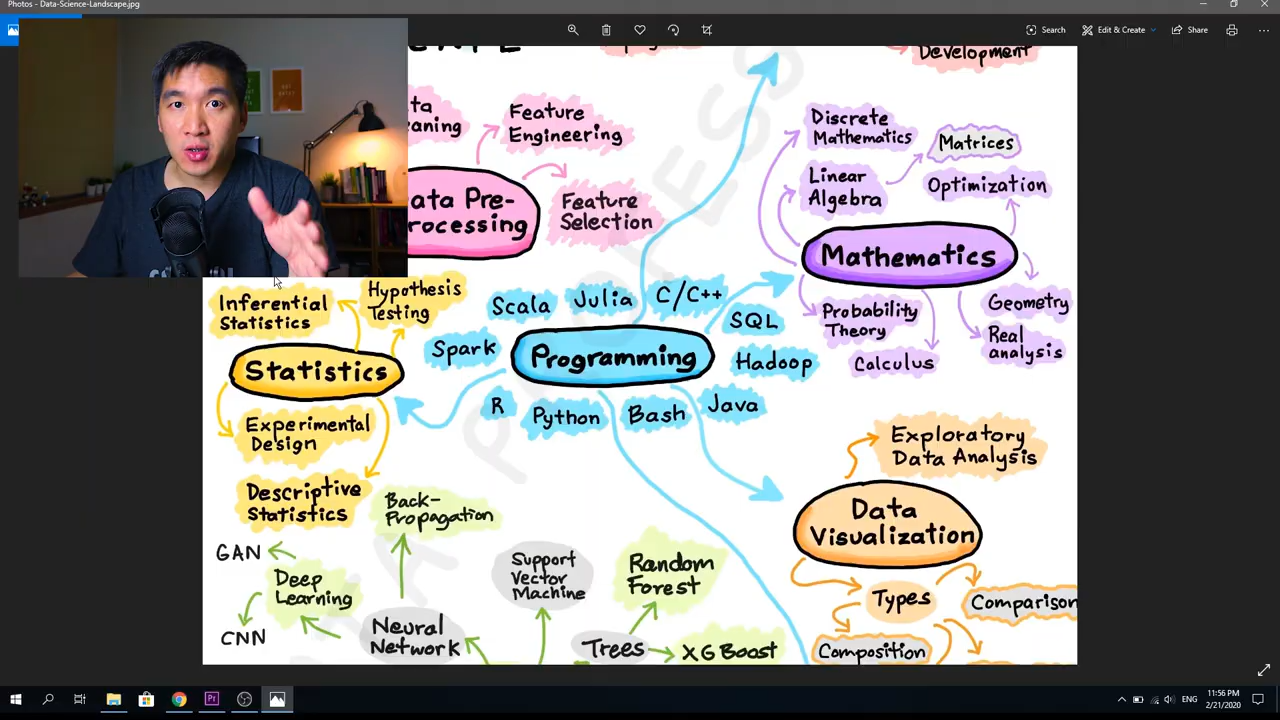 Photos - Data-Science-Landscape.jpg
Search
Edit & Create
Share
Development
Feature
Engineering
Feature
Selection
ata Pre-
rocessing
Discrete
Mathematics
Matrices
Linear
Algebra
Optimization
Mathematics
Probability
Theory
Calculus
Geometry
Real
analysis
Inferential
Statistics
Hypothesis
Testing
Statistics
Experimental
Design
Descriptive
Statistics
Scala
Julia
C/C++
SQL
Spark
Programming
Hadoop
R
Python
Bash
Java
Exploratory
Data Analysis
Data
Visualization
Types
Comparison
Composition
Back-
Propagation
GAN
Deep
Learning
CNN
Neural
Network
Support
Vector
Machine
Random
Forest
Trees
XGBoost
ENG
11:56 PM
2/21/2020